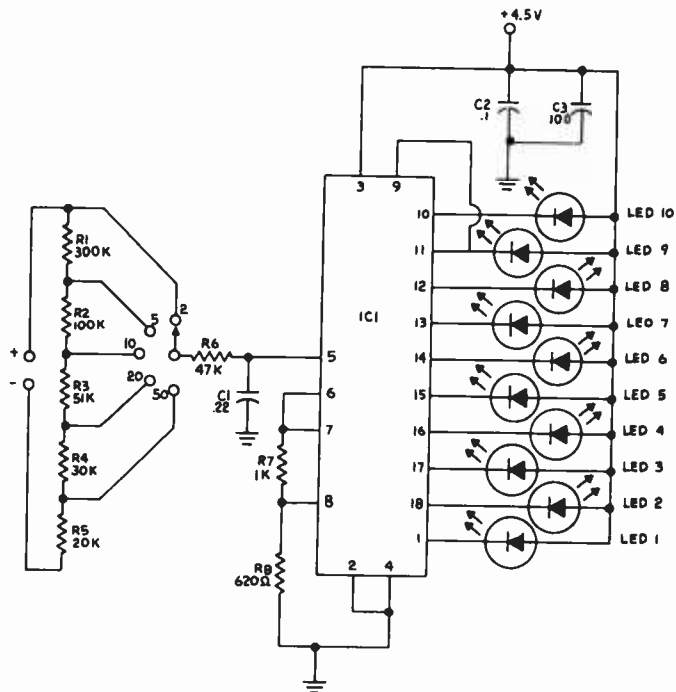 +4.5V
C2
.1
C3
100
3
9
R1
300K
R2
100K
R3
51K
R4
30K
R5
20K
+
-
2
5
10
20
50
R6
47K
C1
.22
5
6
7
8
R7
1K
R8
620Ω
IC1
2
4
10
11
12
13
14
15
16
17
18
1
LED 10
LED 9
LED 8
LED 7
LED 6
LED 5
LED 4
LED 3
LED 2
LED 1